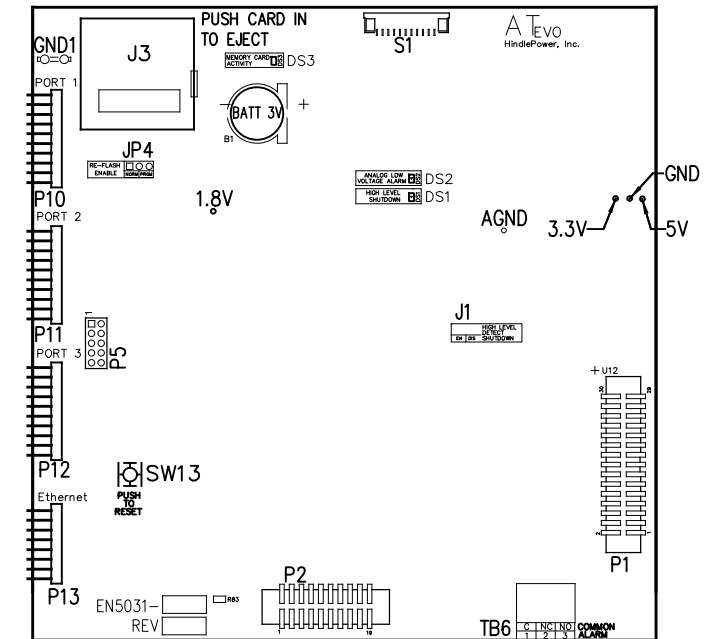 PUSH CARD IN
TO EJECT
GND1
J3
MEMORY CARD
ACTIVITY
DS3
S1
ATEVO
HindlePower, Inc.
PORT 1
BATT 3V
+
B1
JP4
RE-FLASH
ENABLE
NORM PRGM
P10
ANALOG LOW
VOLTAGE ALARM
DS2
DS2
HIGH LEVEL
SHUTDOWN
DS1
DS1
1.8V
AGND
GND
3.3V
5V
PORT 2
P11
1
P5
J1
HIGH LEVEL
DETECT
SHUTDOWN
EN DIS
PORT 3
P12
+ U12
30
29
2
1
P1
SW13
PUSH
TO
RESET
Ethernet
P13
EN5031-
REV
R83
P2
1
19
TB6
C NC NO COMMON
1 2 3 ALARM